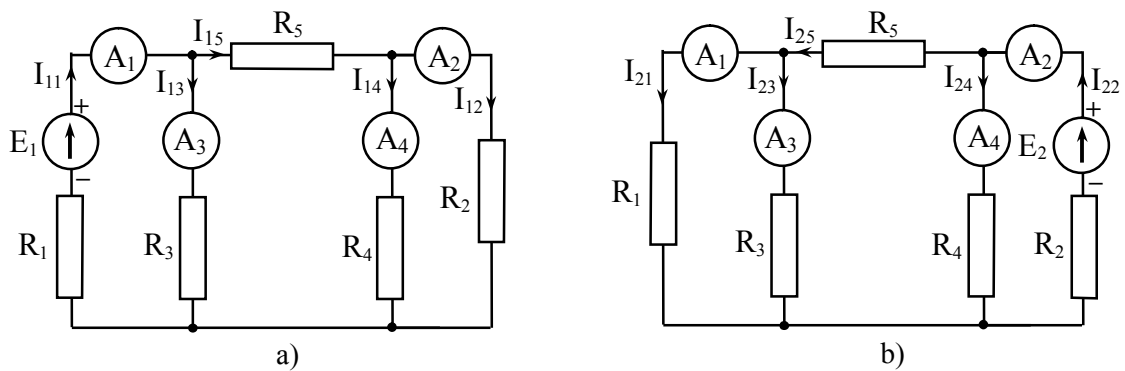 I₁₅ R₅
A₁ A₂
I₁₁ I₁₃ I₁₄ I₁₂
+
E₁ A₃ A₄
−
R₁ R₃ R₄ R₂
a)
I₂₅ R₅
A₁ A₂
I₂₁ I₂₃ I₂₄ I₂₂
+
A₃ A₄ E₂
−
R₁ R₃ R₄ R₂
b)